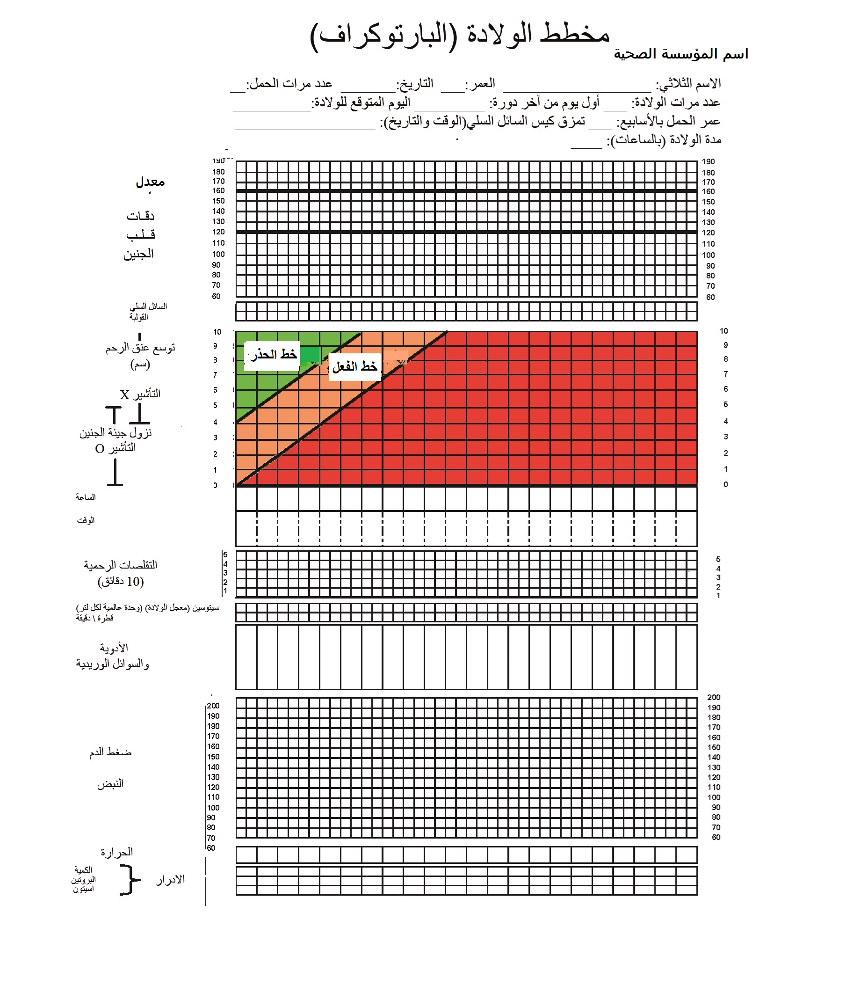 مخطط الولادة (البارتوكراف)
اسم المؤسسة الصحية
الاسم الثلاثي: ___________________ العمر:___ التاريخ:_______ عدد مرات الحمل:__
عدد مرات الولادة: ___ أول يوم من آخر دورة: _________ اليوم المتوقع للولادة:__________
عمر الحمل بالأسابيع: ___ تمزق كيس السائل السلي(الوقت والتاريخ): __________________
مدة الولادة (بالساعات): ____
معدل
دقات
قلب
الجنين
190 190
180 180
170 170
160 160
150 150
140 140
130 130
120 120
110 110
100 100
90 90
80 80
70 70
60 60
السائل السلي
القولبة
توسع عنق الرحم
(سم)
التأشير X
نزول جيئة الجنين
التأشير O
10 10
9 9
8 8
7 7
6 6
5 5
4 4
3 3
2 2
1 1
0 0
خط الحذر
خط الفعل
الساعة
الوقت
التقلصات الرحمية
(10 دقائق)
5 5
4 4
3 3
2 2
1 1
سيتوسين (معجل الولادة) (وحدة عالمية لكل لتر)
قطرة \ دقيقة
الأدوية
والسوائل الوريدية
ضغط الدم
النبض
200 200
190 190
180 180
170 170
160 160
150 150
140 140
130 130
120 120
110 110
100 100
90 90
80 80
70 70
60 60
الحرارة
الادرار
الكمية
البروتين
اسيتون